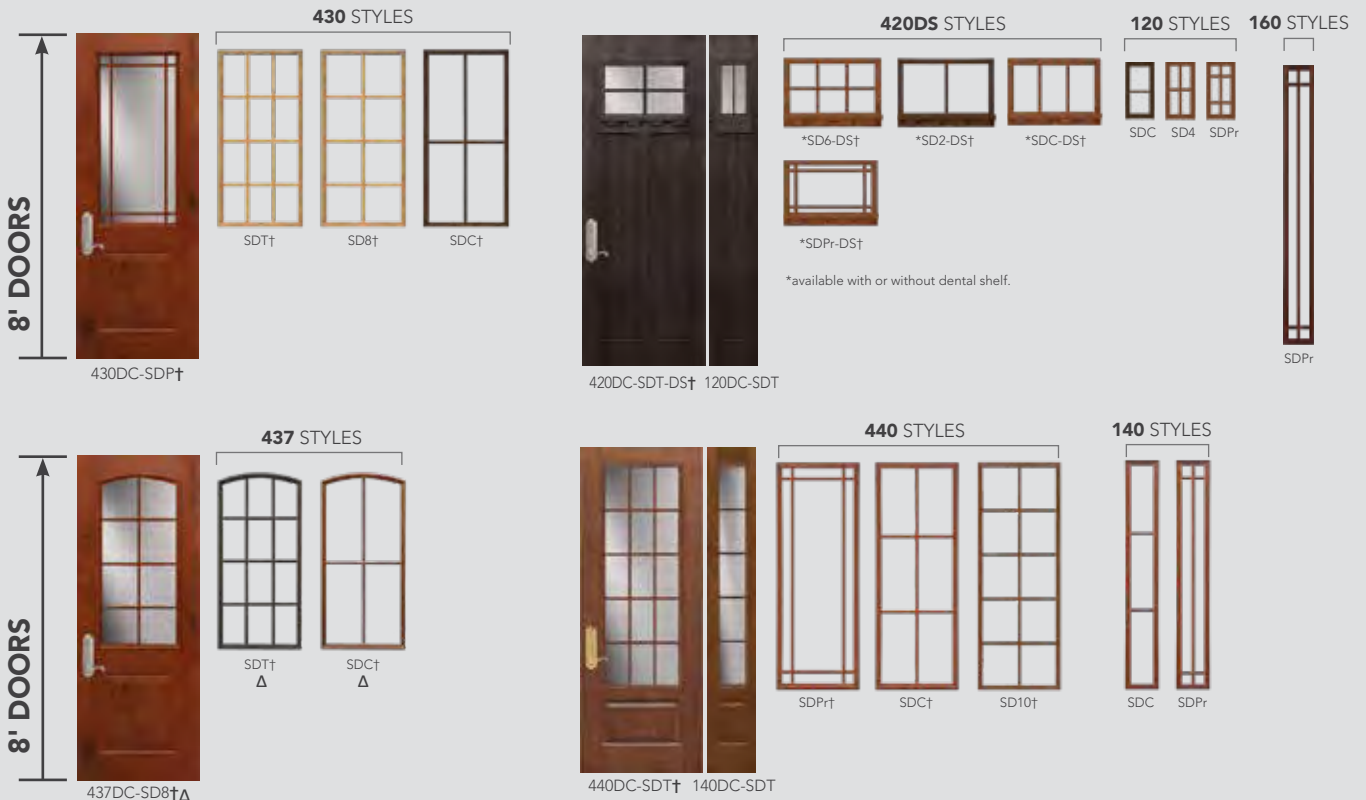 430 STYLES
8' DOORS
430DC-SDP†
SDT†
SD8†
SDC†
420DS STYLES
420DC-SDT-DS†
120DC-SDT
*SD6-DS†
*SD2-DS†
*SDC-DS†
*SDPr-DS†
*available with or without dental shelf.
120 STYLES
SDC
SD4
SDPr
160 STYLES
SDPr
437 STYLES
8' DOORS
437DC-SD8†Δ
SDT†
Δ
SDC†
Δ
440 STYLES
440DC-SDT†
140DC-SDT
SDPr†
SDC†
SD10†
140 STYLES
SDC
SDPr